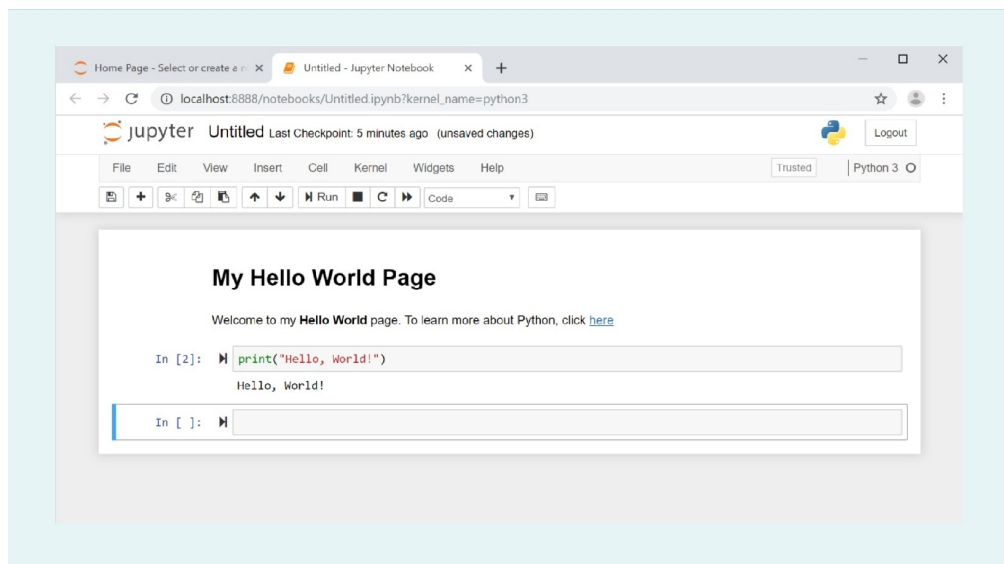 Home Page - Select or create a n
Untitled - Jupyter Notebook
localhost:8888/notebooks/Untitled.ipynb?kernel_name=python3
jupyter Untitled Last Checkpoint: 5 minutes ago (unsaved changes) Logout
File Edit View Insert Cell Kernel Widgets Help Trusted Python 3
Run Code
My Hello World Page
Welcome to my Hello World page. To learn more about Python, click here
In [2]: print("Hello, World!")
Hello, World!
In [ ]: